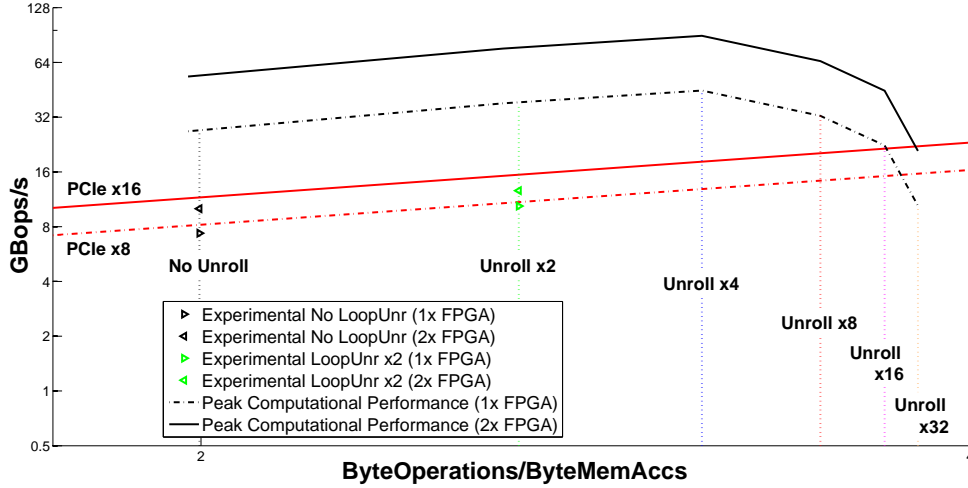 128
64
32
16
8
4
2
1
0.5
GBops/s
PCIe x16
PCIe x8
No Unroll
Unroll x2
Unroll x4
Unroll x8
Unroll
x16
Unroll
x32
Experimental No LoopUnr (1x FPGA)
Experimental No LoopUnr (2x FPGA)
Experimental LoopUnr x2 (1x FPGA)
Experimental LoopUnr x2 (2x FPGA)
Peak Computational Performance (1x FPGA)
Peak Computational Performance (2x FPGA)
2
4
ByteOperations/ByteMemAccs